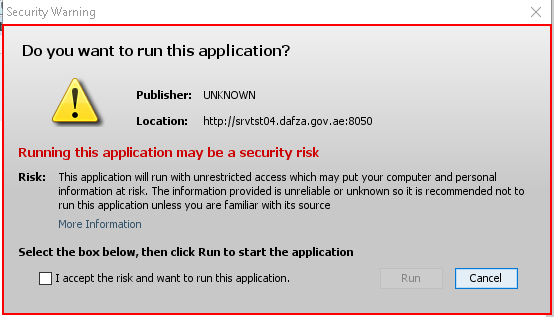 Security Warning
Do you want to run this application?
Publisher: UNKNOWN
Location: http://srvtst04.dafza.gov.ae:8050
Running this application may be a security risk
Risk: This application will run with unrestricted access which may put your computer and personal
information at risk. The information provided is unreliable or unknown so it is recommended not to
run this application unless you are familiar with its source
More Information
Select the box below, then click Run to start the application
I accept the risk and want to run this application.
Run
Cancel